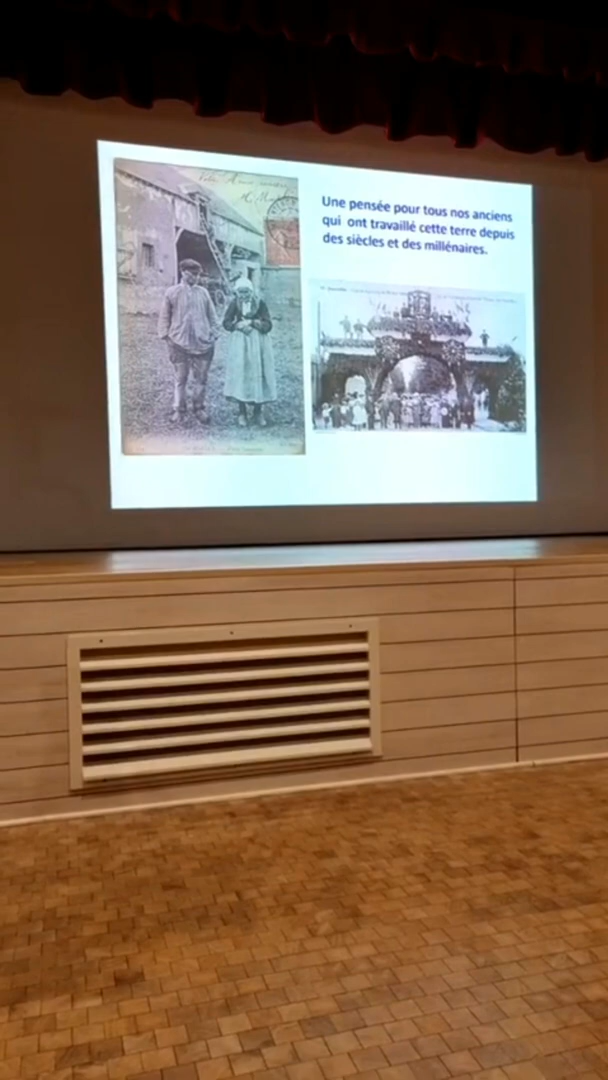 Une pensée pour tous nos anciens
qui ont travaillé cette terre depuis
des siècles et des millénaires.